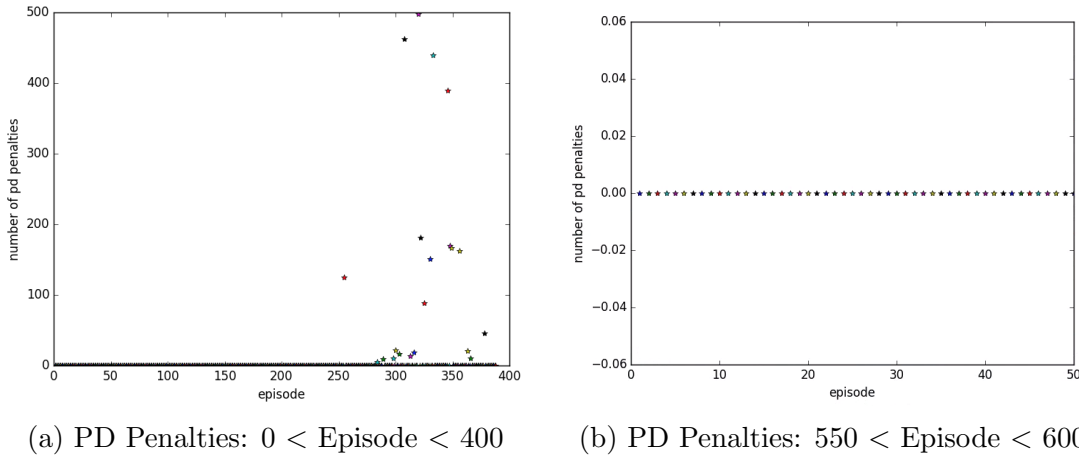 500
400
300
200
100
0
number of pd penalties
0 50 100 150 200 250 300 350 400
episode
0.06
0.04
0.02
0.00
−0.02
−0.04
−0.06
number of pd penalties
0 10 20 30 40 50
episode
(a) PD Penalties: 0 < Episode < 400
(b) PD Penalties: 550 < Episode < 600